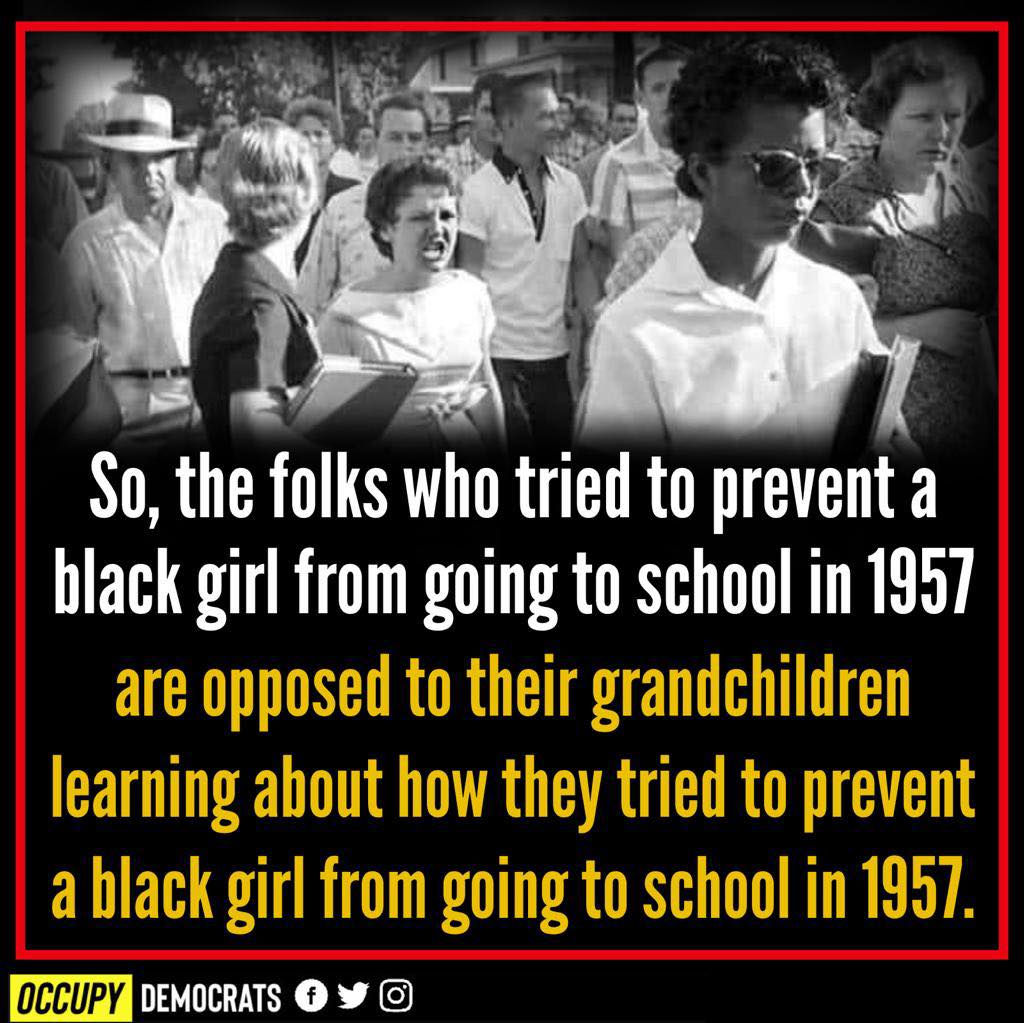 So, the folks who tried to prevent a
black girl from going to school in 1957
are opposed to their grandchildren
learning about how they tried to prevent
a black girl from going to school in 1957.
OCCUPY DEMOCRATS